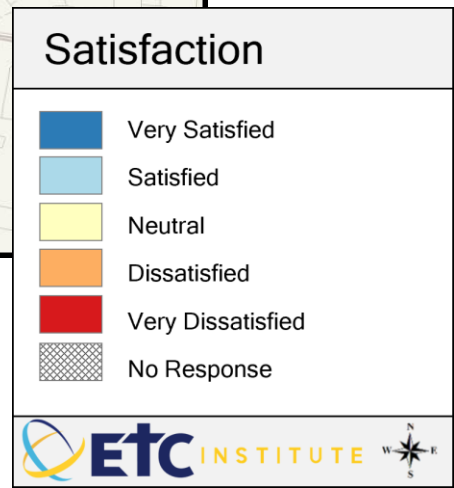 Satisfaction
Very Satisfied
Satisfied
Neutral
Dissatisfied
Very Dissatisfied
No Response
ETC INSTITUTE
N
W E
S